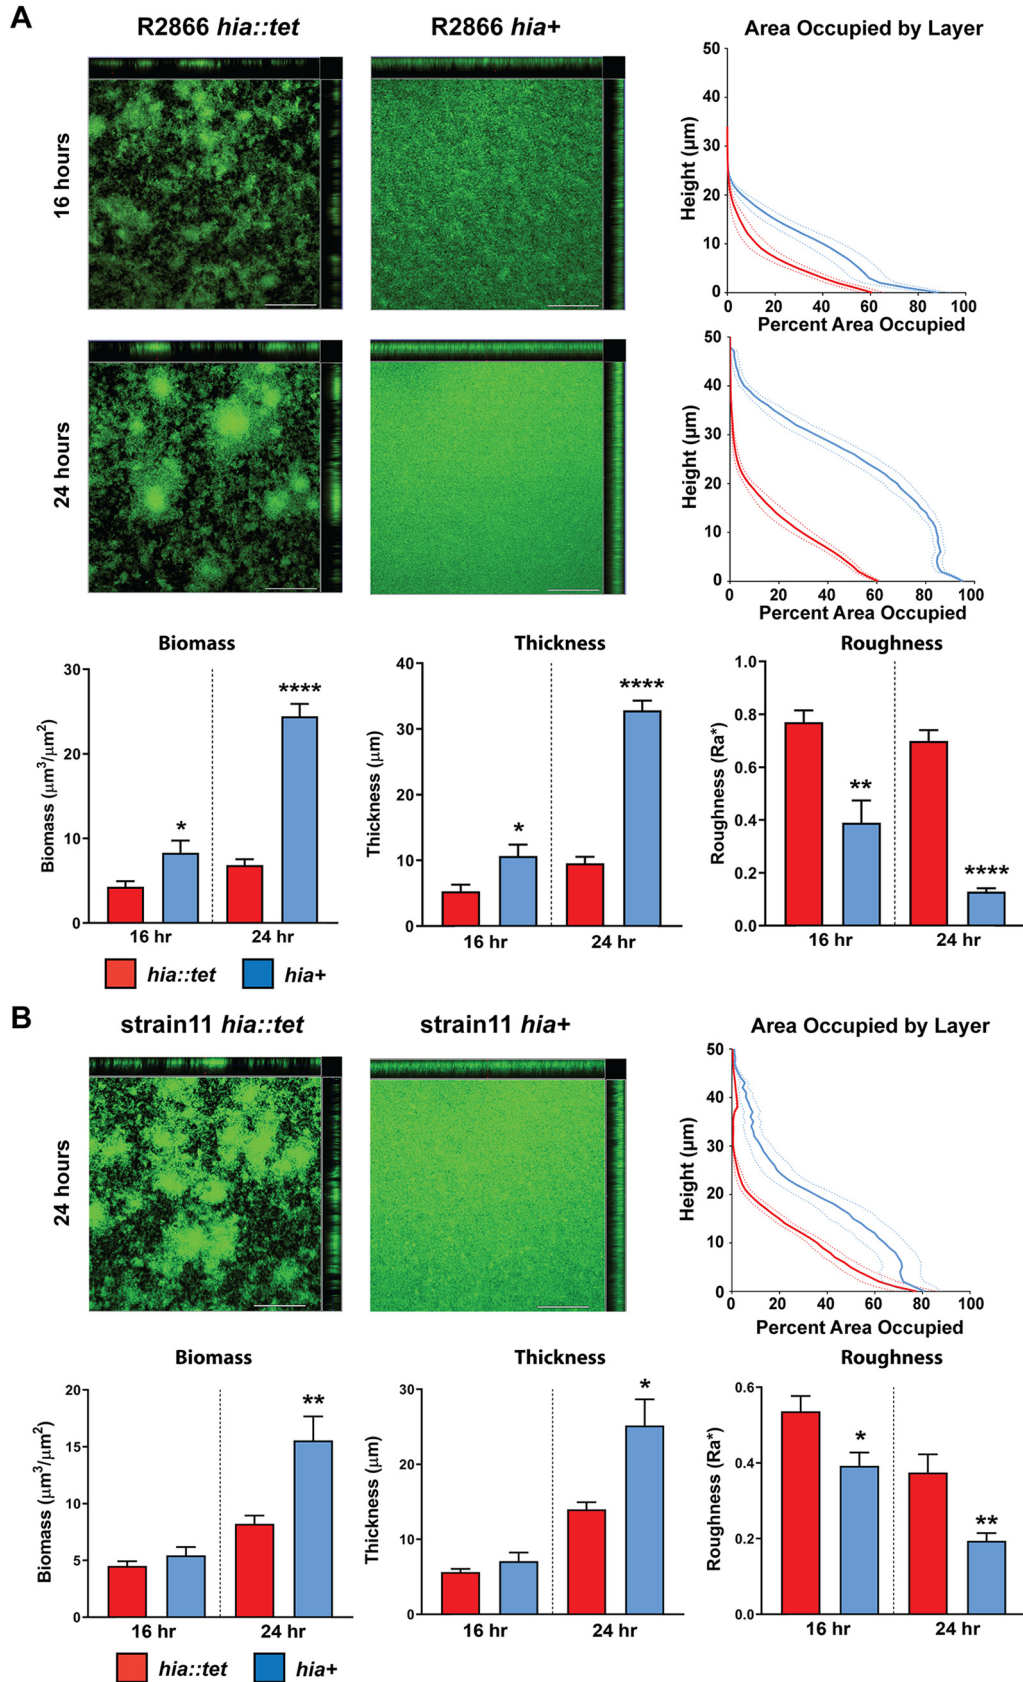 A
R2866 hia::tet
R2866 hia+
Area Occupied by Layer
16 hours
Height (µm)
50
40
30
20
10
0
0 20 40 60 80 100
Percent Area Occupied
24 hours
Height (µm)
50
40
30
20
10
0
0 20 40 60 80 100
Percent Area Occupied
Biomass
Biomass (µm3/µm2)
30
20
10
0
*
****
16 hr 24 hr
Thickness
Thickness (µm)
40
30
20
10
0
*
****
16 hr 24 hr
Roughness
Roughness (Ra*)
1.0
0.8
0.6
0.4
0.2
0.0
**
****
16 hr 24 hr
hia::tet hia+
B
strain11 hia::tet
strain11 hia+
Area Occupied by Layer
24 hours
Height (µm)
50
40
30
20
10
0
0 20 40 60 80 100
Percent Area Occupied
Biomass
Biomass (µm3/µm2)
20
15
10
5
0
**
16 hr 24 hr
Thickness
Thickness (µm)
30
20
10
0
*
16 hr 24 hr
Roughness
Roughness (Ra*)
0.6
0.4
0.2
0.0
*
**
16 hr 24 hr
hia::tet hia+